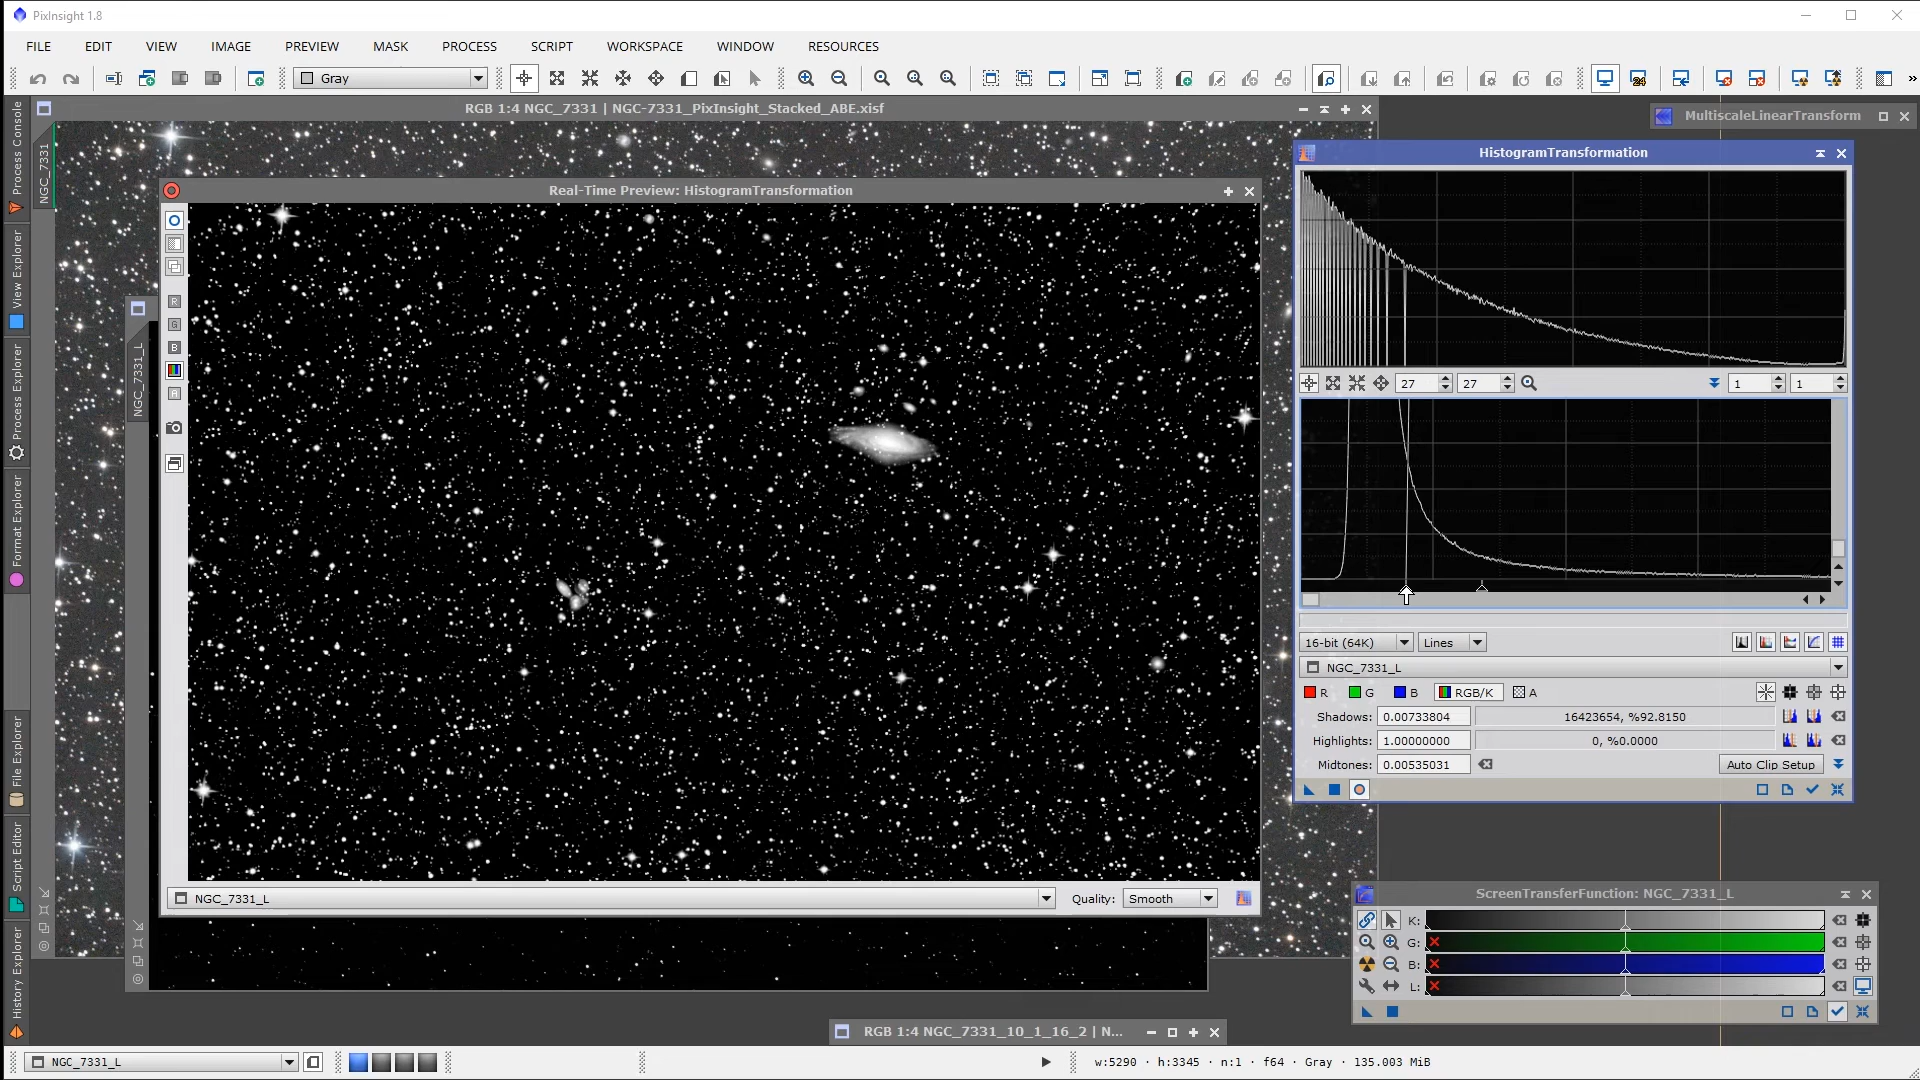 PixInsight 1.8
FILE EDIT VIEW IMAGE PREVIEW MASK PROCESS SCRIPT WORKSPACE WINDOW RESOURCES
Gray
24
RGB 1:4 NGC_7331 | NGC-7331_PixInsight_Stacked_ABE.xisf
MultiscaleLinearTransform
Process Console
View Explorer
Process Explorer
Format Explorer
File Explorer
Script Editor
History Explorer
NGC_7331
NGC_7331_L
Real-Time Preview: HistogramTransformation
R
G
B
A
NGC_7331_L
Quality: Smooth
HistogramTransformation
27 27 1 1
16-bit (64K) Lines
NGC_7331_L
R G B RGB/K A
Shadows: 0.00733804 16423654, %92.8150
Highlights: 1.00000000 0, %0.0000
Midtones: 0.00535031 Auto Clip Setup
ScreenTransferFunction: NGC_7331_L
K:
G:
B:
L:
RGB 1:4 NGC_7331_10_1_16_2 | N...
NGC_7331_L
w:5290 · h:3345 · n:1 · f64 · Gray · 135.003 MiB